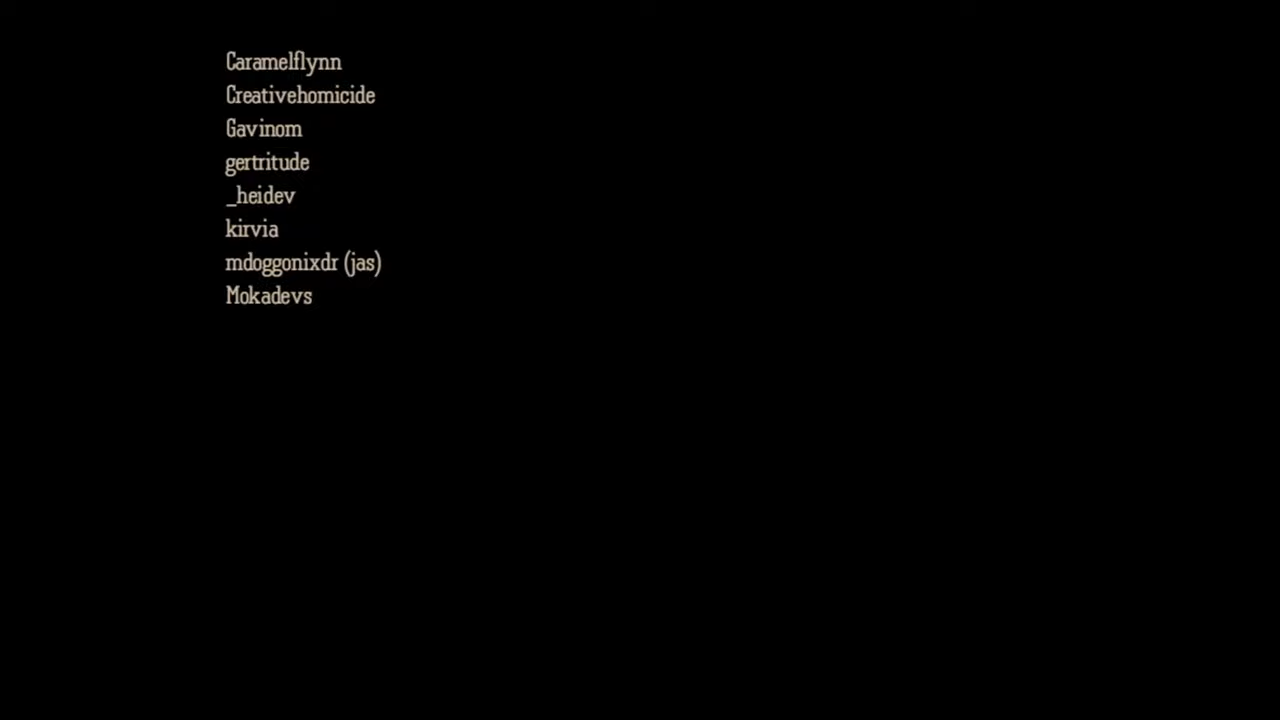 Caramelflynn
Creativehomicide
Gavinom
gertritude
_heidev
kirvia
mdoggonixdr (jas)
Mokadevs